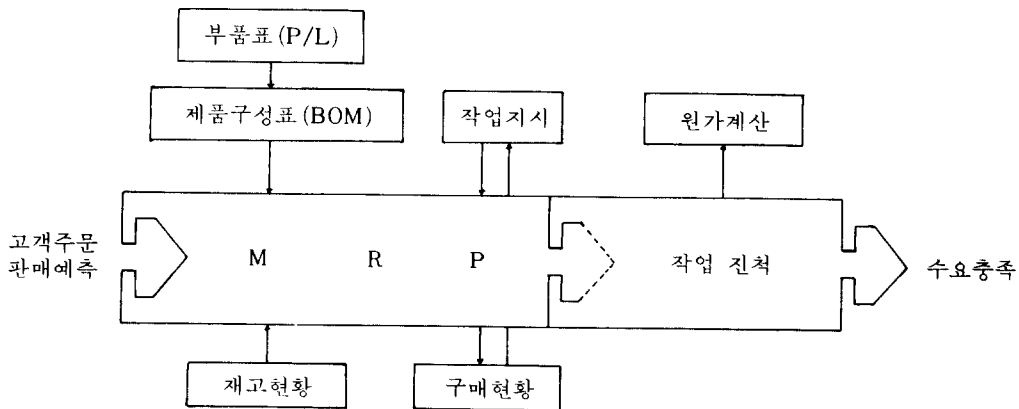 부품표(P/L)
제품구성표(BOM)
작업지시
원가계산
고객주문
판매예측
M R P
작업 진척
수요충족
재고현황
구매현황